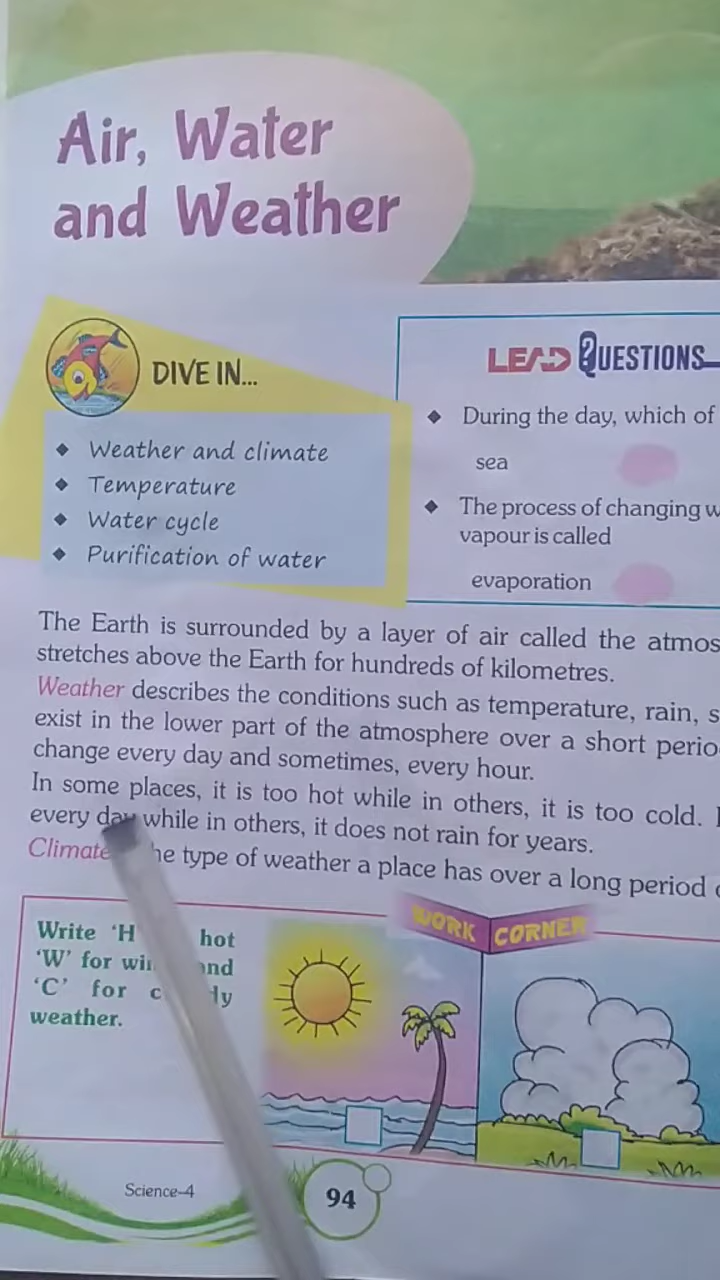 Air, Water
and Weather
DIVE IN...
Weather and climate
Temperature
Water cycle
Purification of water
LEAD QUESTIONS
During the day, which of
sea
The process of changing
vapour is called
evaporation
The Earth is surrounded by a layer of air called the
stretches above the Earth for hundreds of kilometres.
Weather describes the conditions such as temperature, rain,
exist in the lower part of the atmosphere over a short
change every day and sometimes, every hour.
In some places, it is too hot while in others, it is too cold.
every day while in others, it does not rain for years.
Climate the type of weather a place has over a long period
WORK CORNER
Write ‘H hot
‘W’ for and
‘C’ for
weather.
Science-4
94